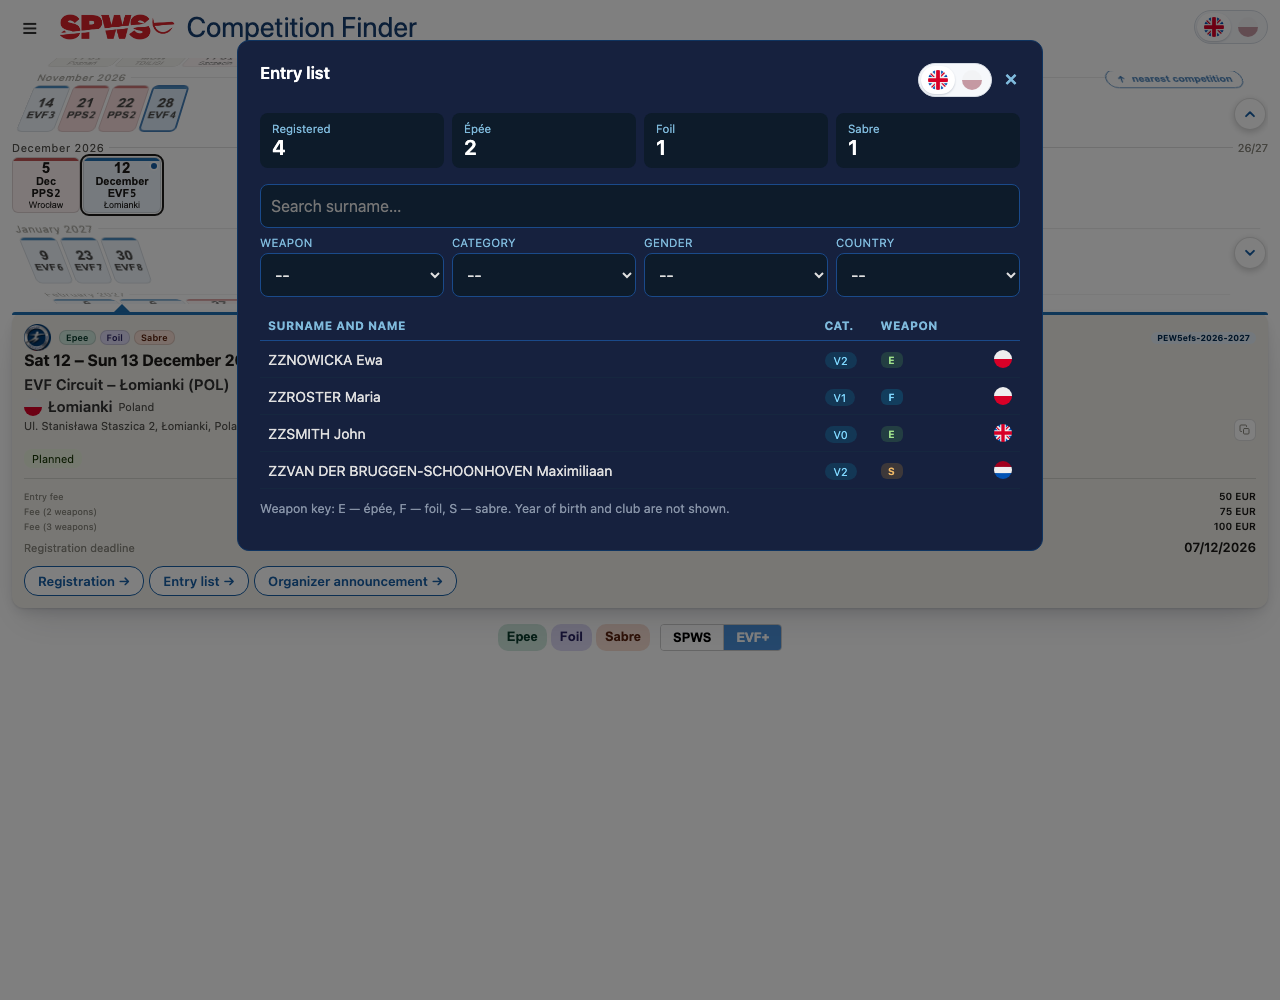 SPWS Competition Finder
November 2026
nearest competition
14 EVF3
21 PPS2
22 PPS2
28 EVF4
December 2026
26/27
5 Dec PPS2 Wrocław
12 December EVF5 Łomianki
January 2027
9 EVF6
23 EVF7
30 EVF8
Entry list
×
Registered
4
Épée
2
Foil
1
Sabre
1
Search surname...
WEAPON
CATEGORY
GENDER
COUNTRY
--
--
--
--
SURNAME AND NAME CAT. WEAPON
ZZNOWICKA Ewa V2 E
ZZROSTER Maria V1 F
ZZSMITH John V0 E
ZZVAN DER BRUGGEN-SCHOONHOVEN Maximiliaan V2 S
Weapon key: E — épée, F — foil, S — sabre. Year of birth and club are not shown.
Epee Foil Sabre
PEW5efs-2026-2027
Sat 12 – Sun 13 December
EVF Circuit – Łomianki (POL)
Łomianki Poland
Ul. Stanisława Staszica 2, Łomianki,
Planned
Entry fee 50 EUR
Fee (2 weapons) 75 EUR
Fee (3 weapons) 100 EUR
Registration deadline 07/12/2026
Registration →
Entry list →
Organizer announcement →
Epee Foil Sabre SPWS EVF+